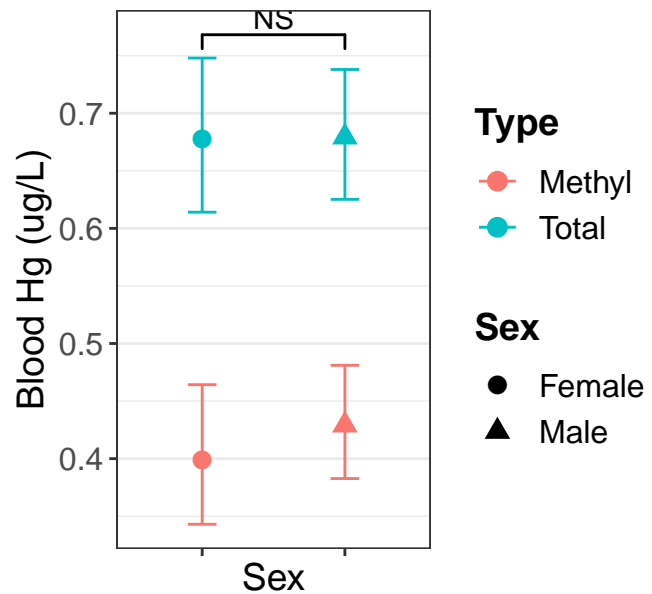 NS
Blood Hg (ug/L)
0.7
0.6
0.5
0.4
Sex
Type
Methyl
Total
Sex
Female
Male